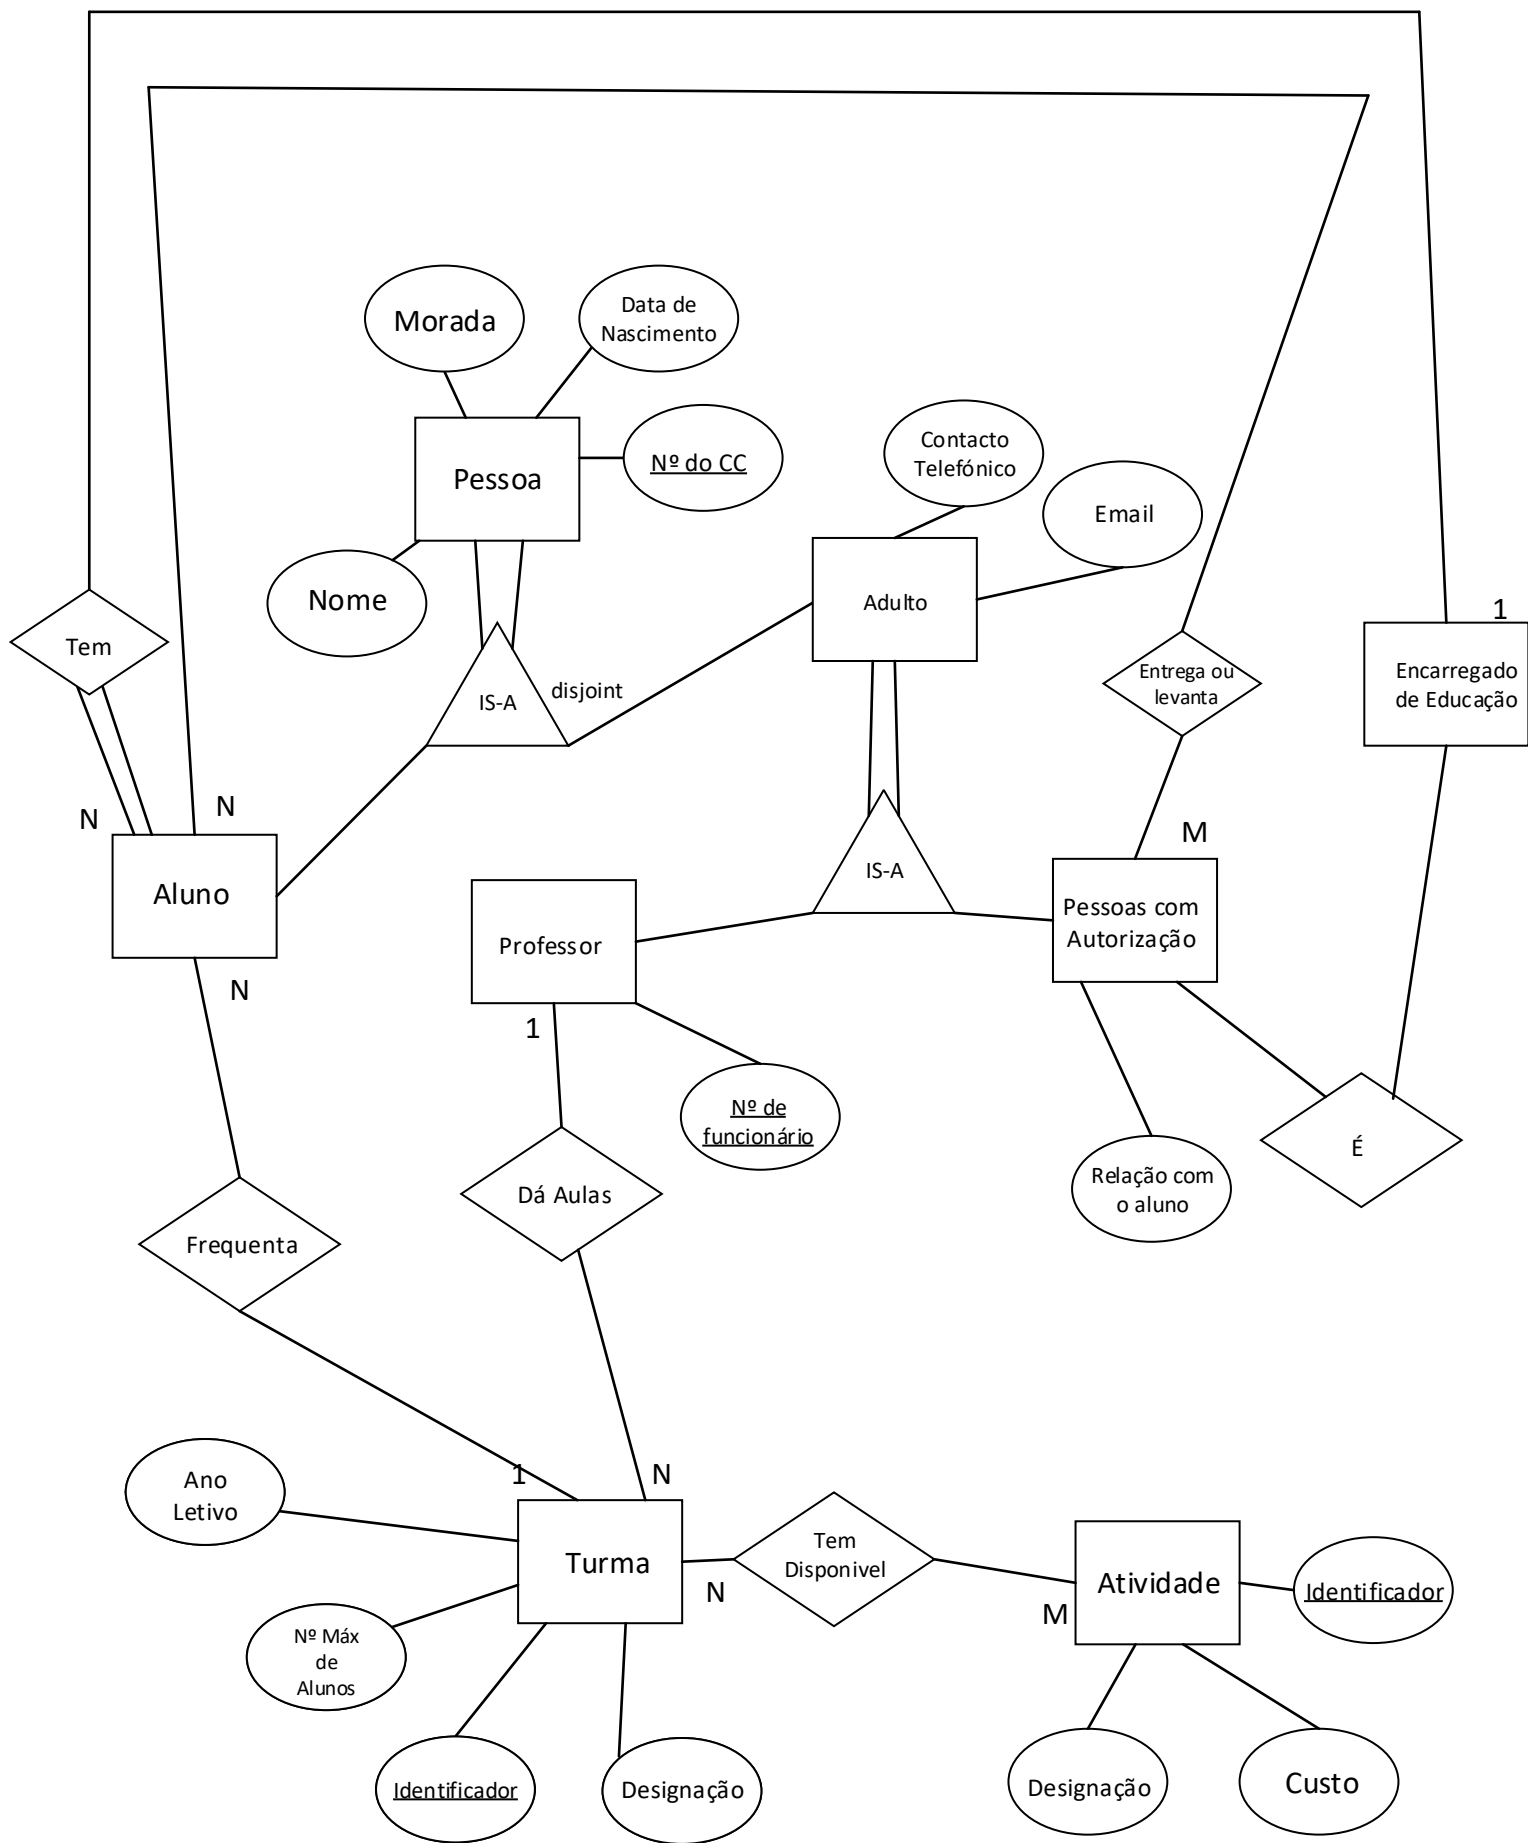 Morada
Data de
Nascimento
Pessoa
Nº do CC
Contacto
Telefónico
Email
Nome
Adulto
Tem
IS-A
disjoint
Entrega ou
levanta
1
Encarregado
de Educação
N
N
M
Aluno
IS-A
Professor
Pessoas com
Autorização
N
1
Nº de
funcionário
É
Relação com
o aluno
Dá Aulas
Frequenta
1
N
Ano
Letivo
Turma
Tem
Disponivel
N
M
Atividade
Identificador
Nº Máx
de
Alunos
Identificador
Designação
Designação
Custo